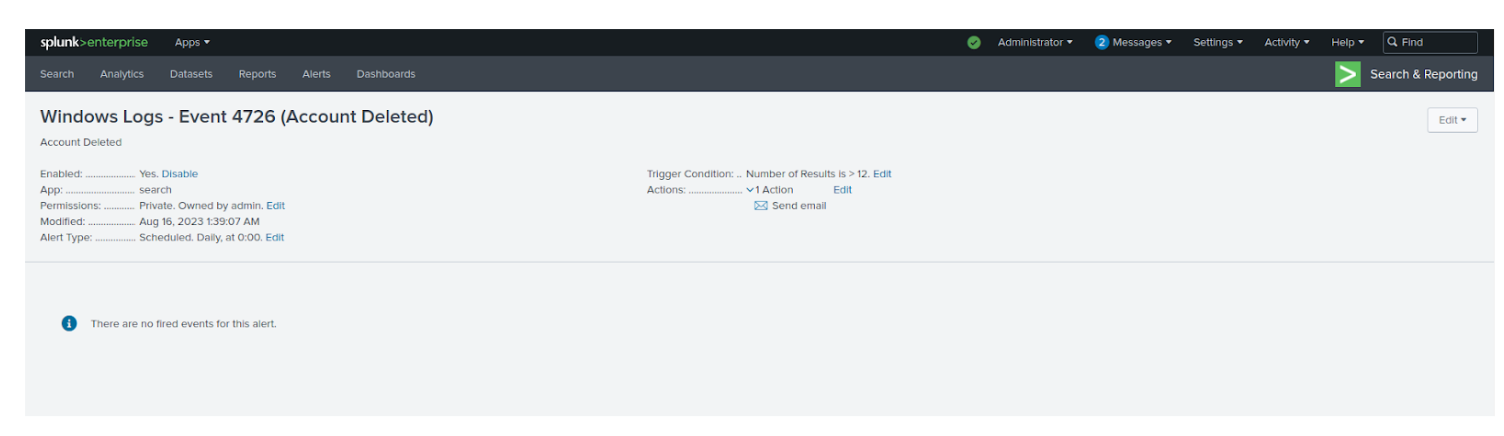 splunk>enterprise Apps Administrator 2 Messages Settings Activity Help Find
Search Analytics Datasets Reports Alerts Dashboards Search & Reporting
Windows Logs - Event 4726 (Account Deleted) Edit
Account Deleted
Enabled: .................. Yes. Disable
App: .......................... search
Permissions: ........... Private. Owned by admin. Edit
Modified: .................. Aug 16, 2023 1:39:07 AM
Alert Type: ............... Scheduled. Daily, at 0:00. Edit
Trigger Condition: .. Number of Results is > 12. Edit
Actions: .................... 1 Action Edit
Send email
There are no fired events for this alert.